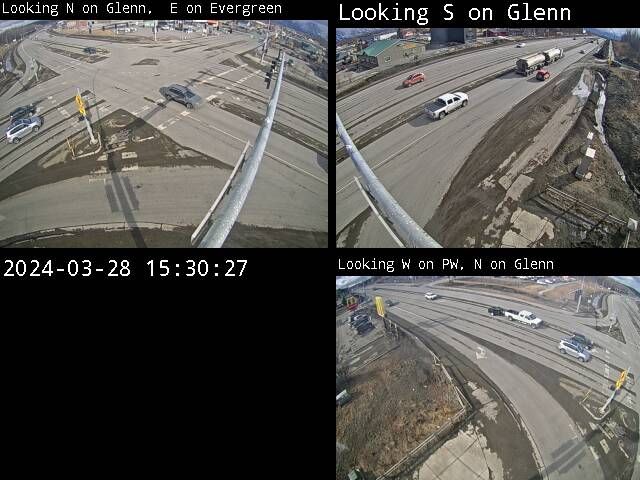 Looking N on Glenn,  E on Evergreen
Looking S on Glenn
2024-03-28 15:30:27
Looking W on PW, N on Glenn